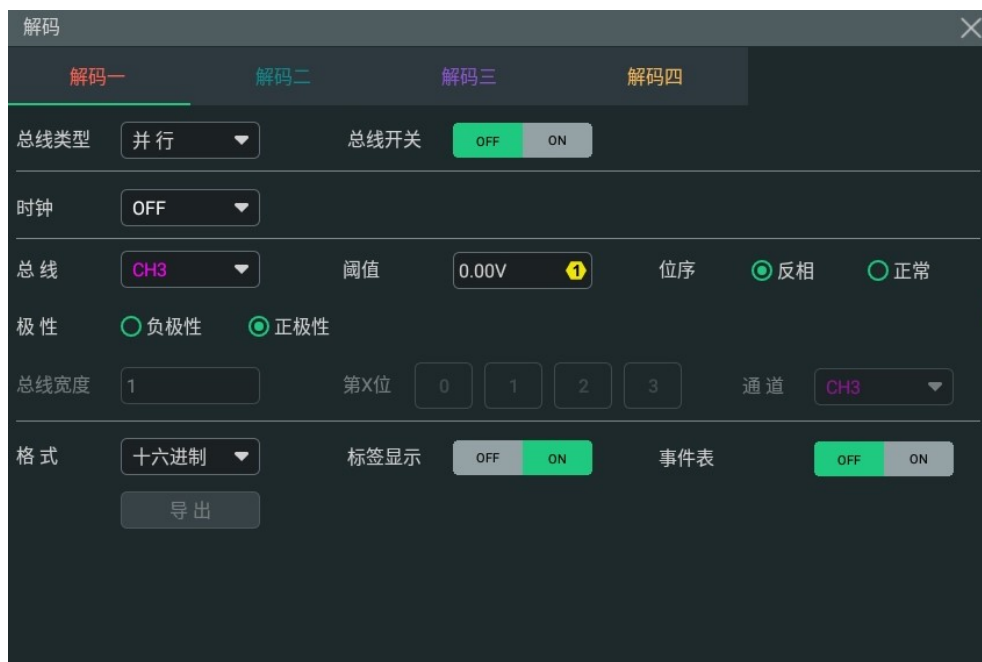 解码
解码一 解码二 解码三 解码四
总线类型 并行 总线开关 OFF ON
时钟 OFF
总线 CH3 阈值 0.00V 1 位序 反相 正常
极性 负极性 正极性
总线宽度 1 第X位 0 1 2 3 通道 CH3
格式 十六进制 标签显示 OFF ON 事件表 OFF ON
导出